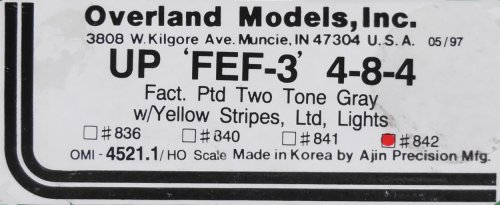 Overland Models, Inc.
3808 W. Kilgore Ave. Muncie, IN 47304 U.S.A. 05/97
UP 'FEF-3' 4-8-4
Fact. Ptd Two Tone Gray
w/Yellow Stripes, Ltd, Lights
#836 #840 #841 #842
OMI - 4521.1/HO Scale Made in Korea by Ajin Precision Mfg.